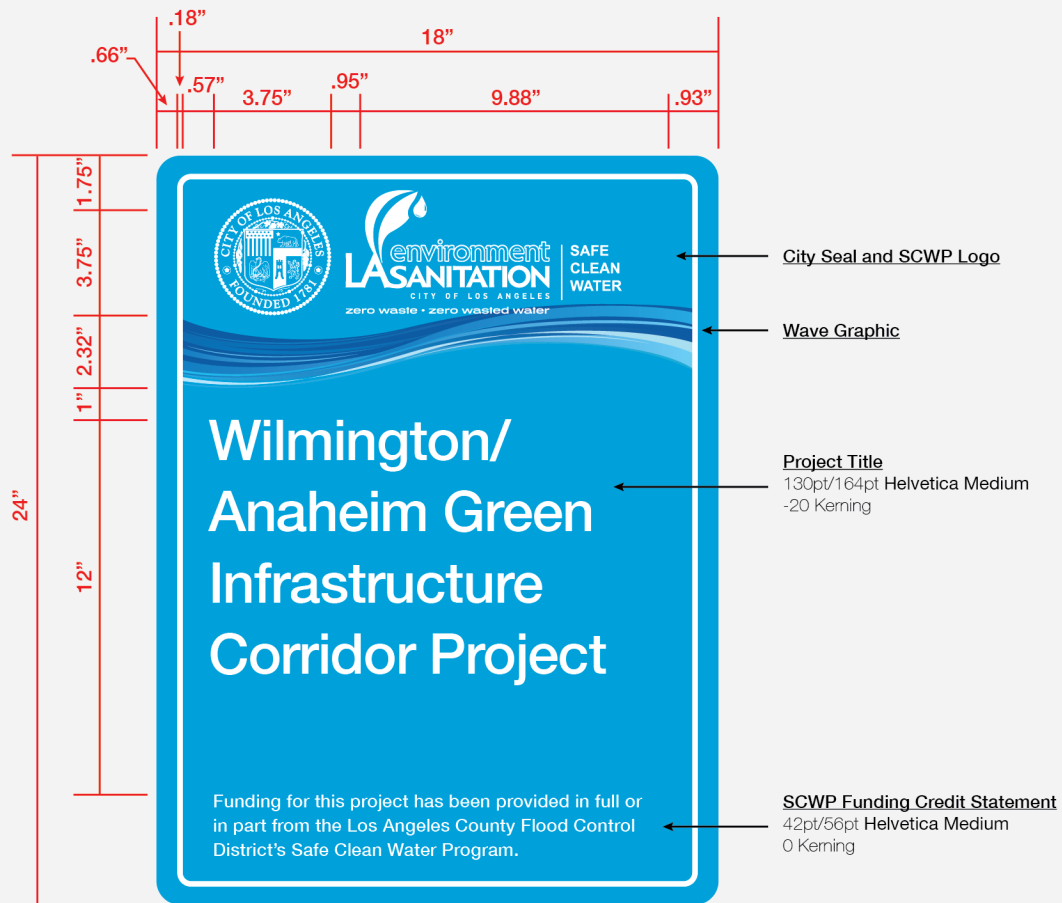 .18”
18”
.66”
.57”
3.75”
.95”
9.88”
.93”
1.75”
3.75”
2.32”
1”
12”
24”
CITY OF LOS ANGELES
FOUNDED 1781
environment
LASANITATION
CITY OF LOS ANGELES
zero waste • zero wasted water
SAFE
CLEAN
WATER
City Seal and SCWP Logo
Wave Graphic
Wilmington/
Anaheim Green
Infrastructure
Corridor Project
Project Title
130pt/164pt Helvetica Medium
-20 Kerning
Funding for this project has been provided in full or
in part from the Los Angeles County Flood Control
District’s Safe Clean Water Program.
SCWP Funding Credit Statement
42pt/56pt Helvetica Medium
0 Kerning